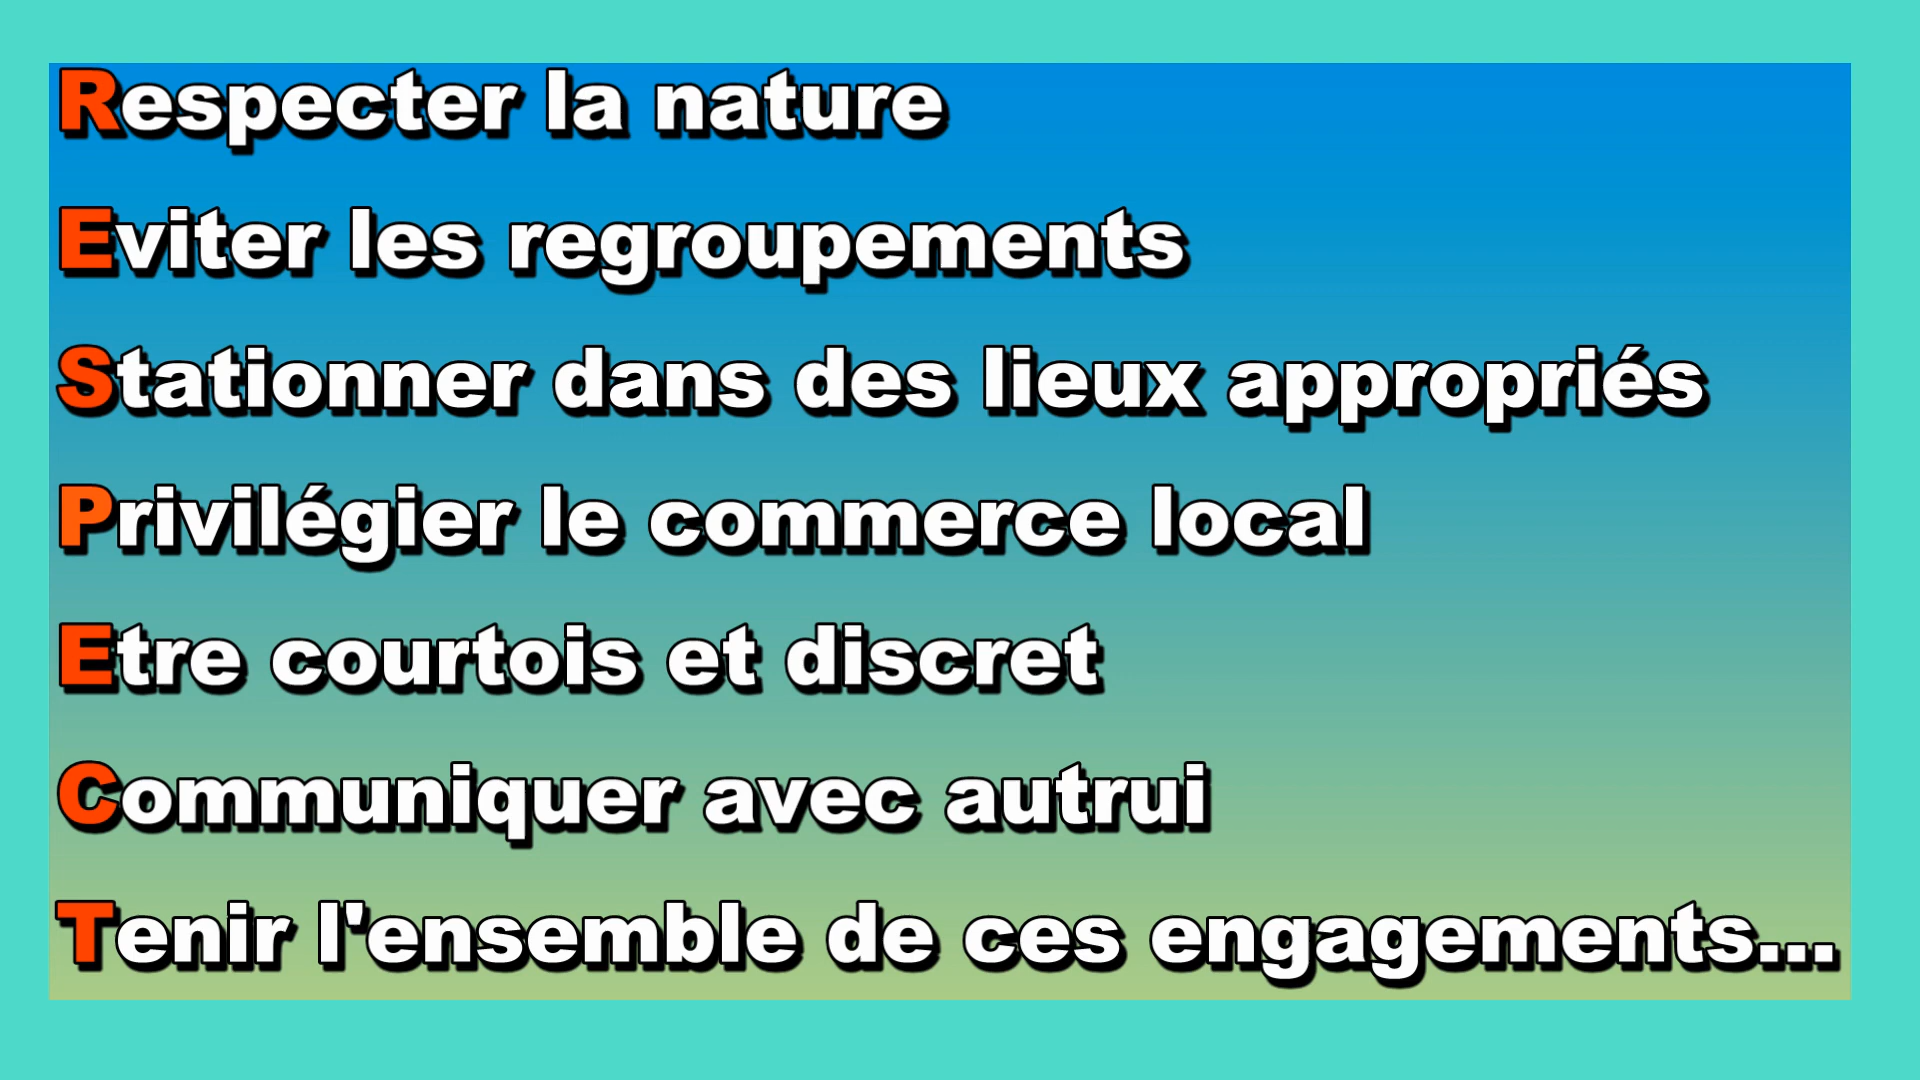 Respecter la nature
Eviter les regroupements
Stationner dans des lieux appropriés
Privilégier le commerce local
Etre courtois et discret
Communiquer avec autrui
Tenir l'ensemble de ces engagements...